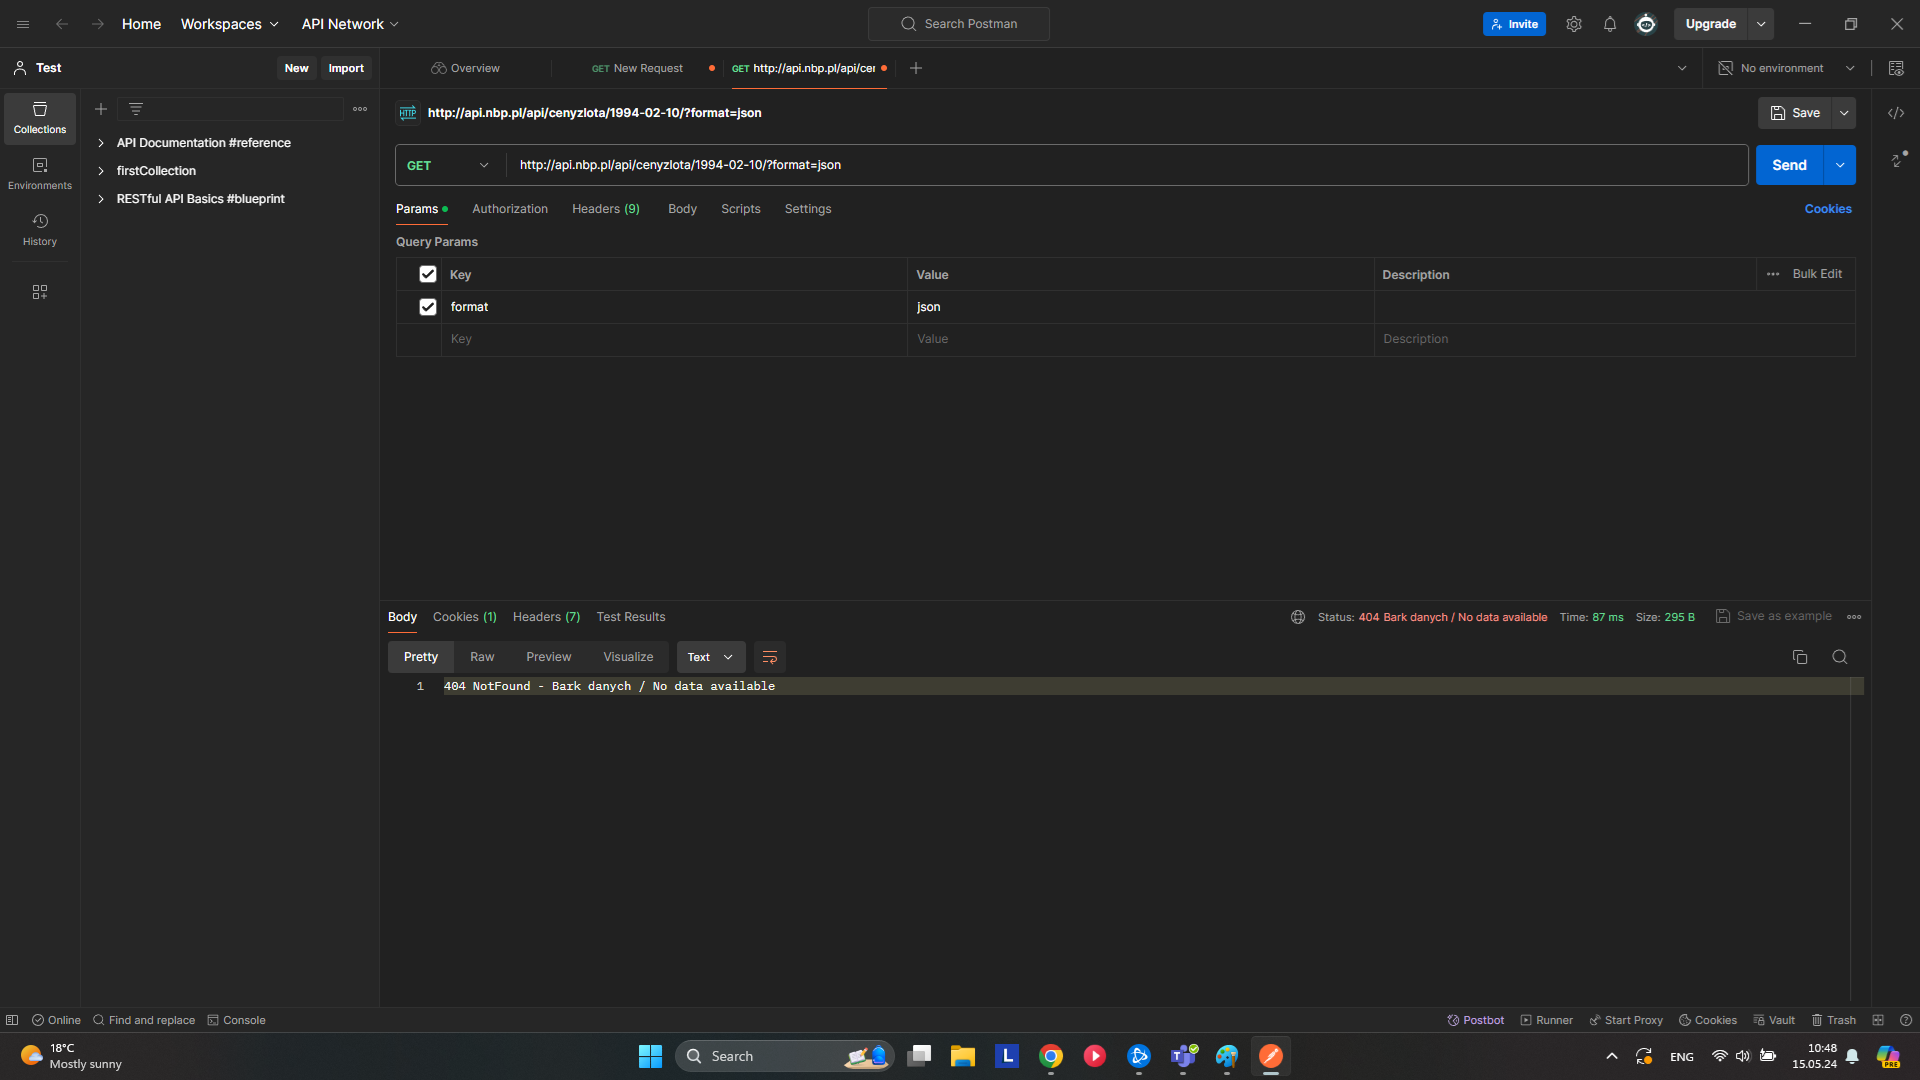 Home
Workspaces
API Network
Search Postman
Invite
Upgrade
Test
New
Import
Overview
GET New Request
GET http://api.nbp.pl/api/cer
No environment
Collections
API Documentation #reference
firstCollection
RESTful API Basics #blueprint
Environments
History
HTTP
http://api.nbp.pl/api/cenyzlota/1994-02-10/?format=json
Save
GET
http://api.nbp.pl/api/cenyzlota/1994-02-10/?format=json
Send
Params
Authorization
Headers (9)
Body
Scripts
Settings
Cookies
Query Params
Key
Value
Description
Bulk Edit
format
json
Key
Value
Description
Body
Cookies (1)
Headers (7)
Test Results
Status: 404 Bark danych / No data available
Time: 87 ms
Size: 295 B
Save as example
Pretty
Raw
Preview
Visualize
Text
1
404 NotFound - Bark danych / No data available
Online
Find and replace
Console
Postbot
Runner
Start Proxy
Cookies
Vault
Trash
18°C
Mostly sunny
Search
L
T
ENG
10:48
15.05.24
PRE